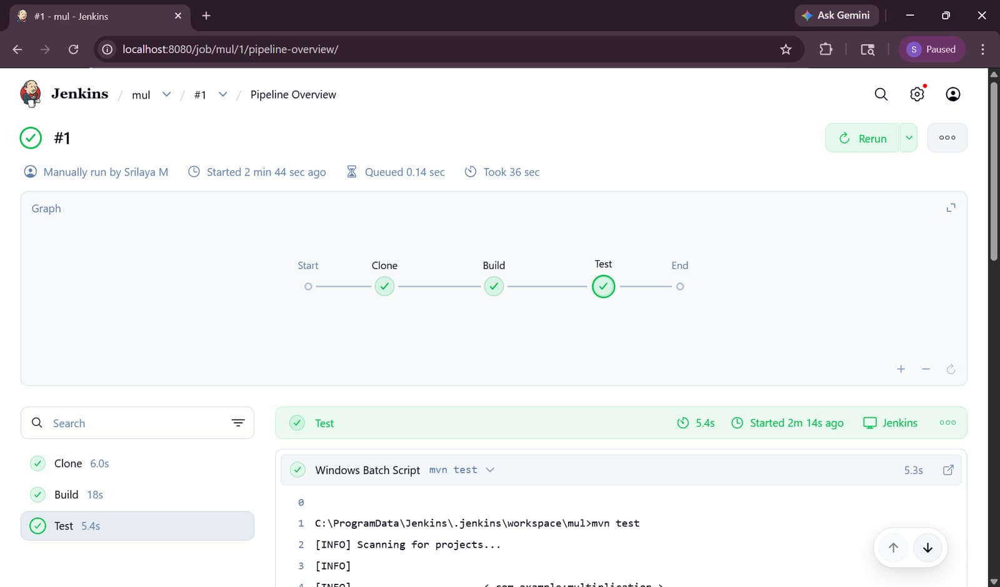 #1 - mul - Jenkins
Ask Gemini
localhost:8080/job/mul/1/pipeline-overview/
S Paused
Jenkins / mul / #1 / Pipeline Overview
#1
Rerun
Manually run by Srilaya M Started 2 min 44 sec ago Queued 0.14 sec Took 36 sec
Graph
Start Clone Build Test End
Search
Test 5.4s Started 2m 14s ago Jenkins
Clone 6.0s
Build 18s
Test 5.4s
Windows Batch Script mvn test 5.3s
0
1 C:\ProgramData\Jenkins\.jenkins\workspace\mul>mvn test
2 [INFO] Scanning for projects...
3 [INFO]
4 [INFO] < com.example:multiplication >